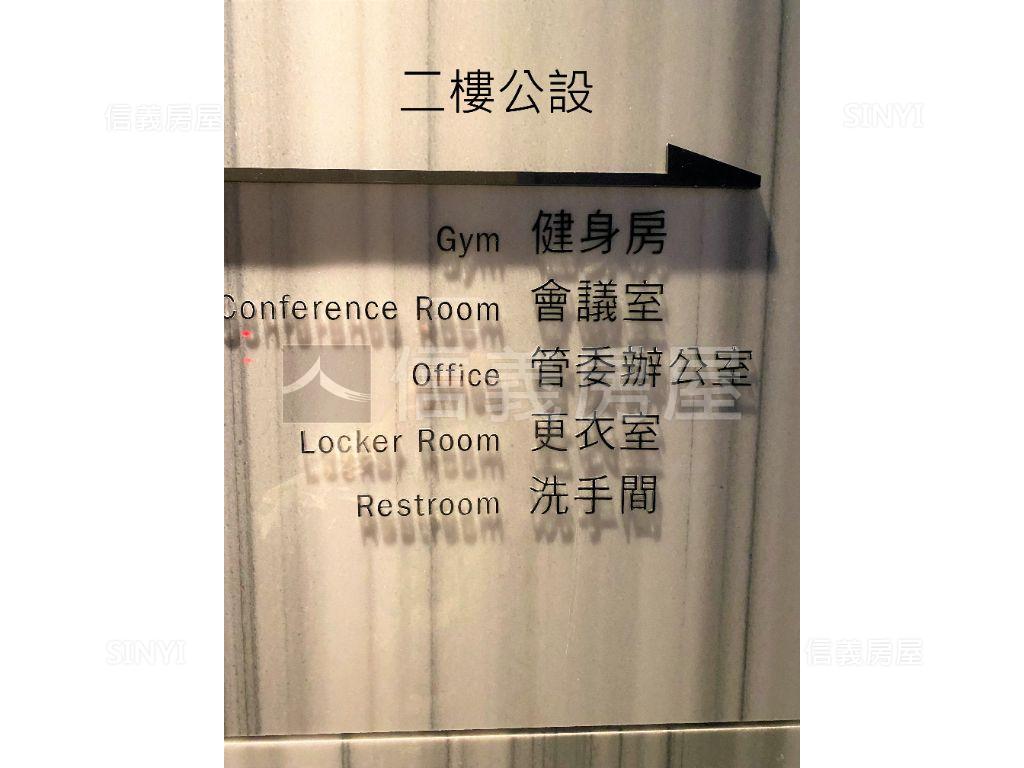 二樓公設
信義房屋 SINYI
Gym 健身房
Conference Room 會議室
Office 管委辦公室
信義房屋
Locker Room 更衣室
Restroom 洗手間
SINYI 信義房屋